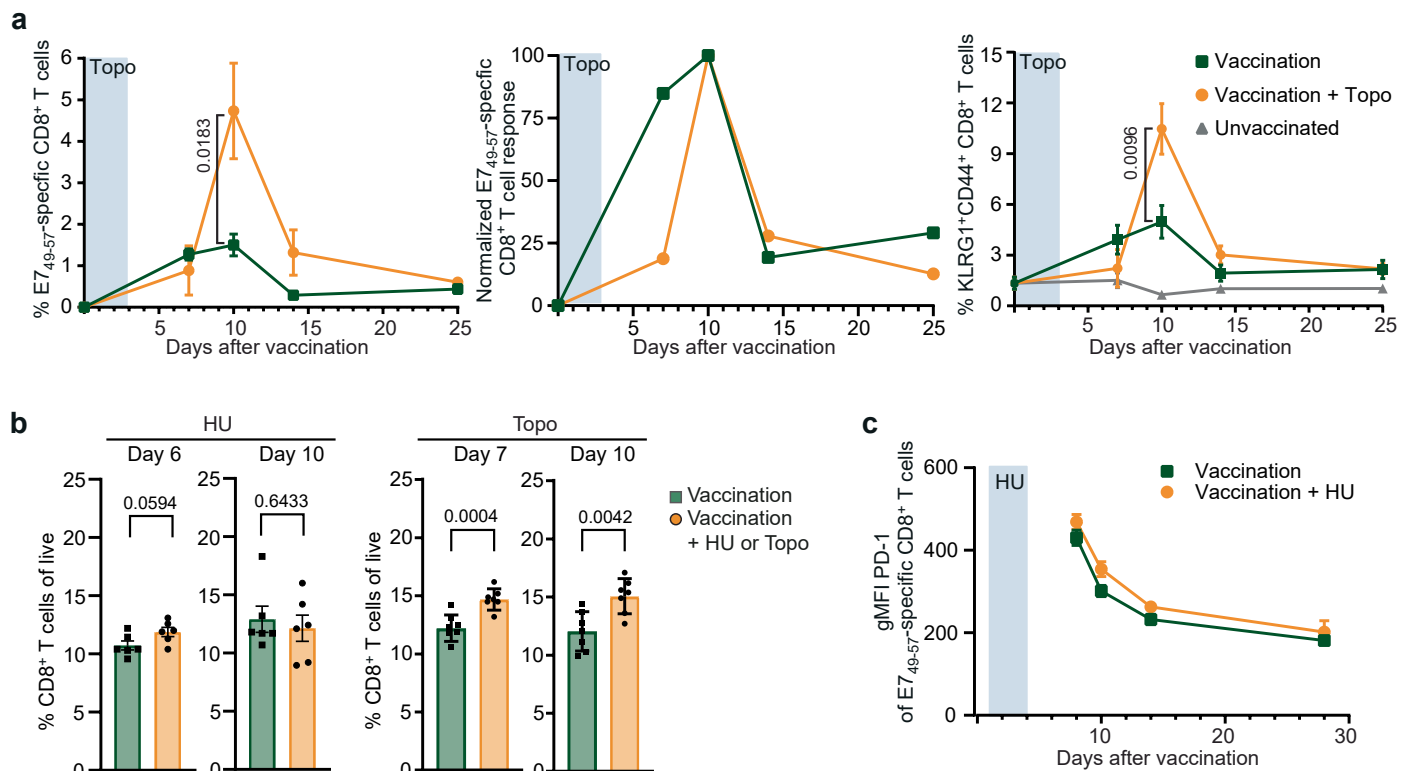 a
% E7₄₉₋₅₇-specfic CD8⁺ T cells
6
5
4
3
2
1
0
Topo
0.0183
5
10
15
20
25
Days after vaccination
Normalized E7₄₉₋₅₇-specfic
CD8⁺ T cell response
100
75
50
25
0
Topo
5
10
15
20
25
Days after vaccination
% KLRG1⁺CD44⁺ CD8⁺ T cells
15
12
9
6
3
0
Topo
0.0096
5
10
15
20
25
Days after vaccination
Vaccination
Vaccination + Topo
Unvaccinated
b
HU
Day 6
Day 10
% CD8⁺ T cells of live
25
20
15
10
5
0
0.0594
25
20
15
10
5
0
0.6433
Topo
Day 7
Day 10
% CD8⁺ T cells of live
25
20
15
10
5
0
0.0004
25
20
15
10
5
0
0.0042
Vaccination
Vaccination
+ HU or Topo
c
gMFI PD-1
of E7₄₉₋₅₇-specific CD8⁺ T cells
600
400
200
0
HU
10
20
30
Days after vaccination
Vaccination
Vaccination + HU